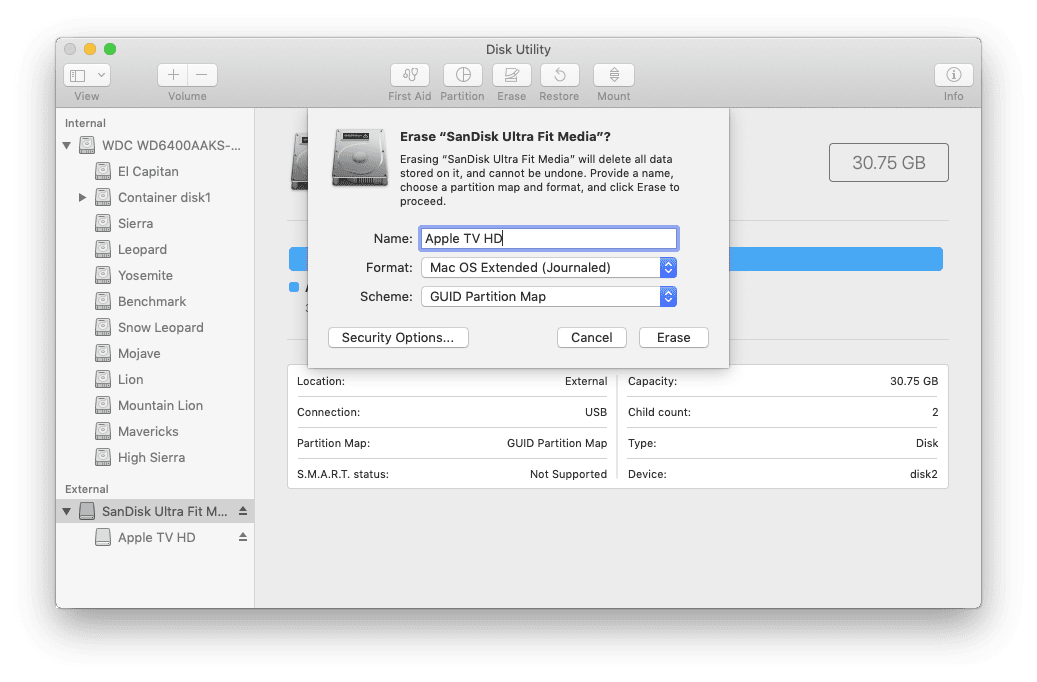 Disk Utility
View
Volume
First Aid
Partition
Erase
Restore
Mount
Info
Internal
WDC WD6400AAKS-...
El Capitan
Container disk1
Sierra
Leopard
Yosemite
Benchmark
Snow Leopard
Mojave
Lion
Mountain Lion
Mavericks
High Sierra
External
SanDisk Ultra Fit M...
Apple TV HD
Erase “SanDisk Ultra Fit Media”?
Erasing “SanDisk Ultra Fit Media” will delete all data
stored on it, and cannot be undone. Provide a name,
choose a partition map and format, and click Erase to
proceed.
Name: Apple TV HD
Format: Mac OS Extended (Journaled)
Scheme: GUID Partition Map
Security Options...
Cancel
Erase
30.75 GB
Location: External
Connection: USB
Partition Map: GUID Partition Map
S.M.A.R.T. status: Not Supported
Capacity: 30.75 GB
Child count: 2
Type: Disk
Device: disk2